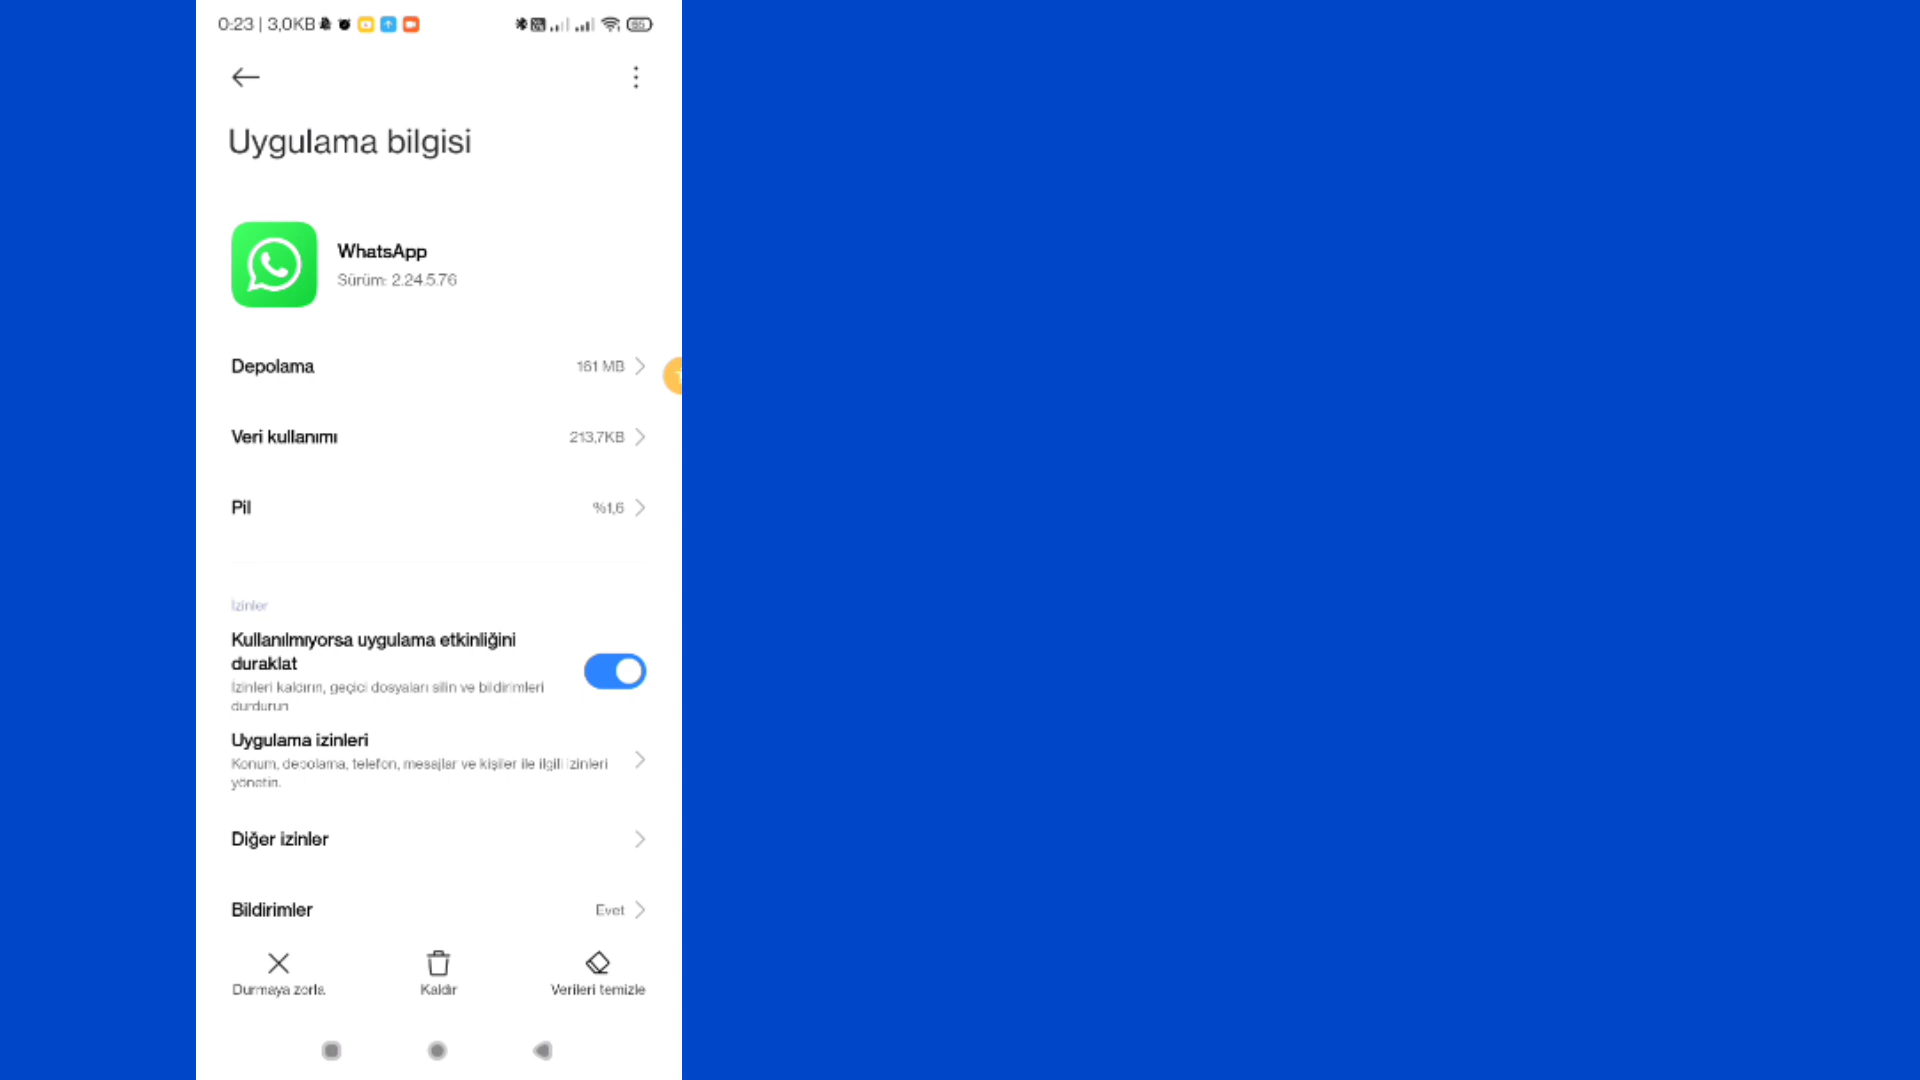 0:23 | 3,0KB
65
Uygulama bilgisi
WhatsApp
Sürüm: 2.24.5.76
Depolama 161 MB
Veri kullanımı 213,7KB
Pil %1,6
İzinler
Kullanılmıyorsa uygulama etkinliğini
duraklat
İzinleri kaldırın, geçici dosyaları silin ve bildirimleri
durdurun
Uygulama izinleri
Konum, depolama, telefon, mesajlar ve kişiler ile ilgili izinleri
yönetin.
Diğer izinler
Bildirimler Evet
Durmaya zorla Kaldır Verileri temizle